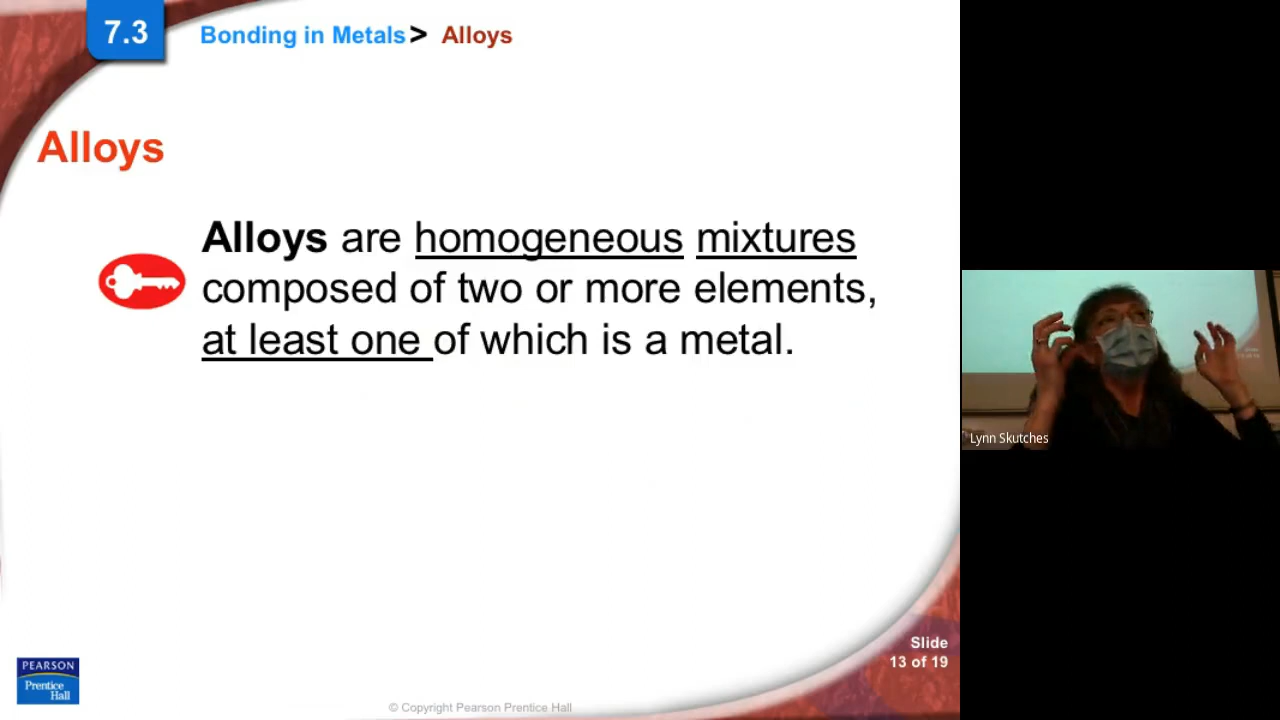 7.3
Bonding in Metals> Alloys
Alloys
Alloys are homogeneous mixtures
composed of two or more elements,
at least one of which is a metal.
Lynn Skutches
Slide
13 of 19
PEARSON
Prentice
Hall
© Copyright Pearson Prentice Hall